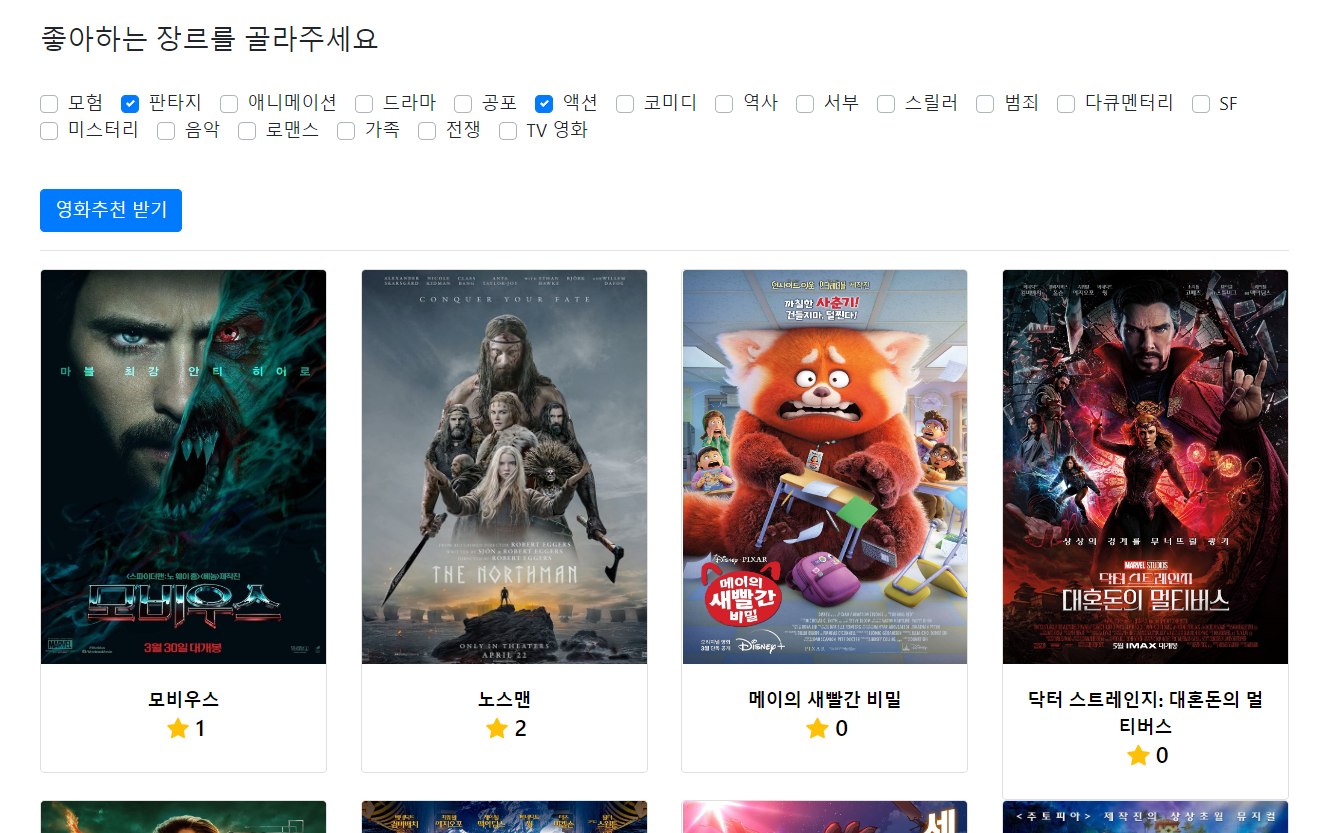 좋아하는 장르를 골라주세요
모험 판타지 애니메이션 드라마 공포 액션 코미디 역사 서부 스릴러 범죄 다큐멘터리 SF
미스터리 음악 로맨스 가족 전쟁 TV 영화
영화추천 받기
마블 최강 안티 히어로
<스파이더맨: 노 웨이 홈> <베놈> 제작진
모비우스
MARVEL
3월 30일 대개봉
모비우스
1
ALEXANDER SKARSGÅRD NICOLE KIDMAN CLAES BANG ANYA TAYLOR-JOY WITH ETHAN HAWKE BJÖRK AND WILLEM DAFOE
CONQUER YOUR FATE
ROBERT EGGERS
SJÓN & ROBERT EGGERS
ROBERT EGGERS
THE NORTHMAN
ONLY IN THEATERS
APRIL 22
노스맨
2
까칠한 사춘기!
건들지마, 덜찐다!
Disney PIXAR
메이의
새빨간
비밀
Disney+
메이의 새빨간 비밀
0
상상의 경계를 무너뜨릴 광기
MARVEL STUDIOS
닥터 스트레인지
대혼돈의 멀티버스
5월 IMAX 대개봉
닥터 스트레인지: 대혼돈의 멀
티버스
0
세
<주토피아> 제작진의 상상초월 뮤지컬